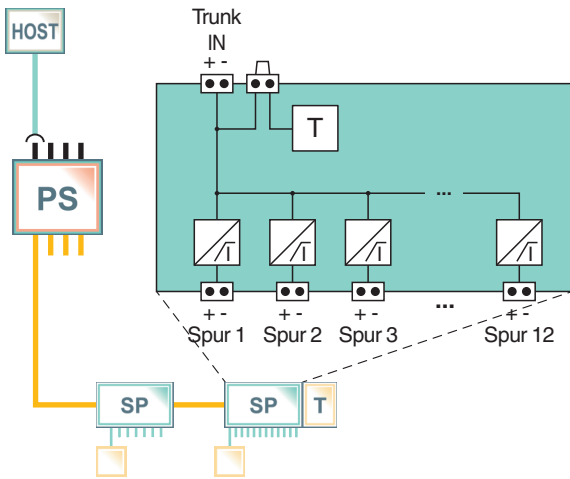 HOST
Trunk
IN
+ -
T
PS
...
I I I I
...
+ - + - + - + -
Spur 1 Spur 2 Spur 3 Spur 12
SP SP T